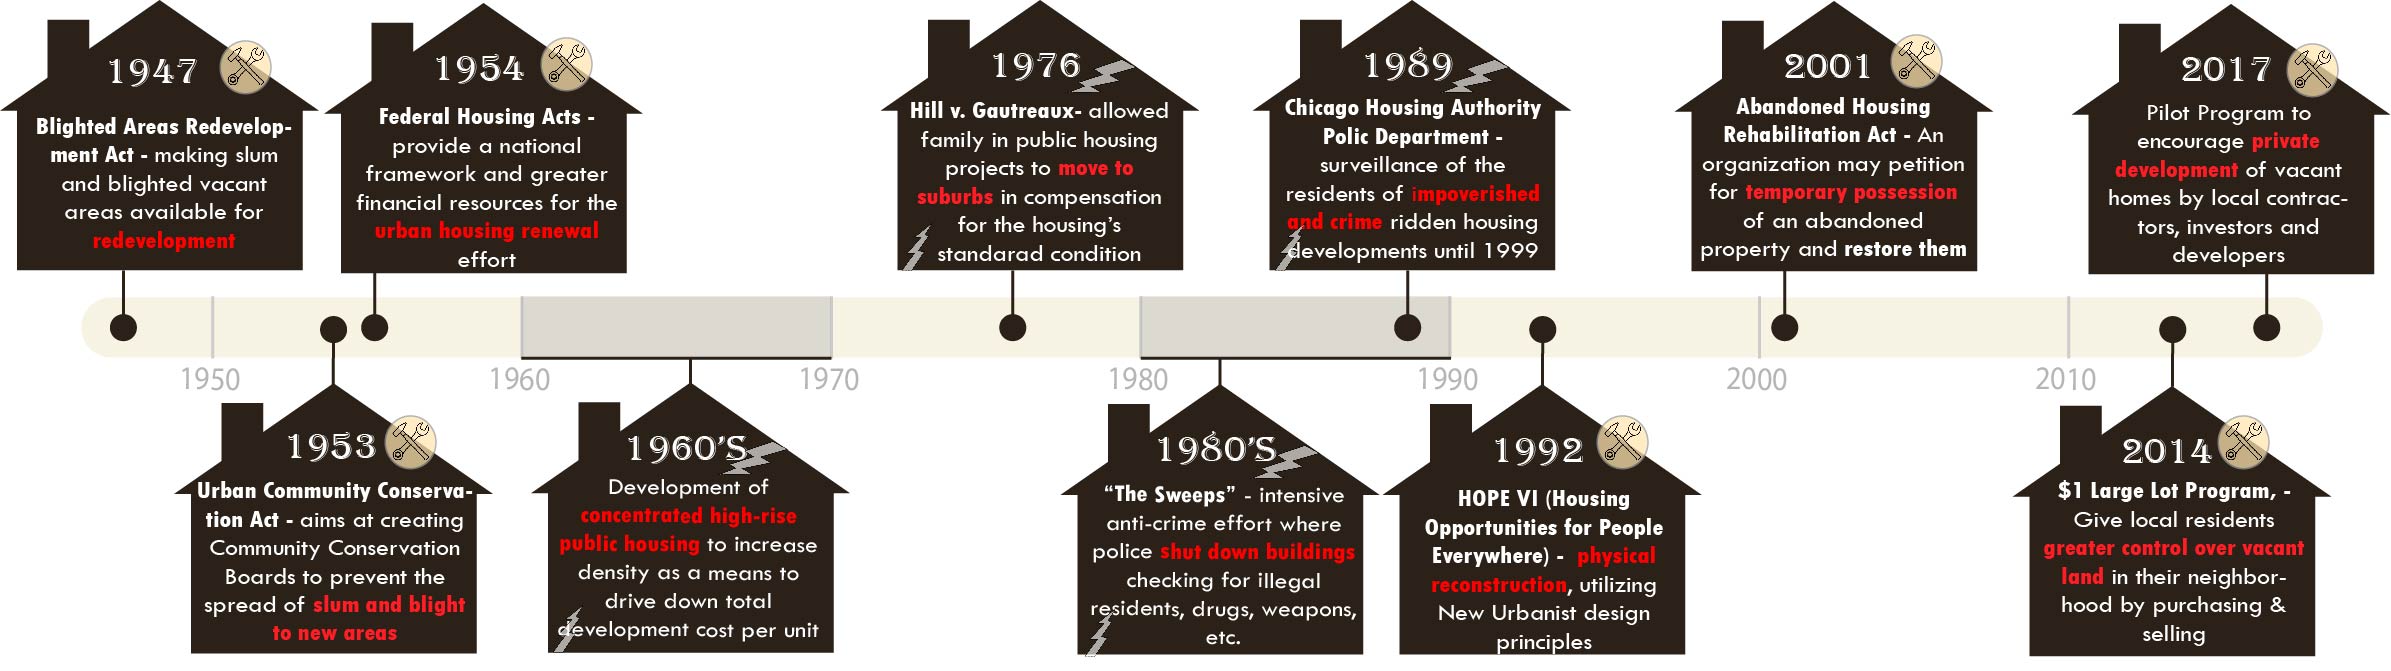 1947
Blighted Areas Redevelop-
ment Act - making slum
and blighted vacant
areas available for
redevelopment
1954
Federal Housing Acts -
provide a national
framework and greater
financial resources for the
urban housing renewal
effort
1976
Hill v. Gautreaux- allowed
family in public housing
projects to move to
suburbs in compensation
for the housing's
standarad condition
1989
Chicago Housing Authority
Polic Department -
surveillance of the
residents of impoverished
and crime ridden housing
developments until 1999
2001
Abandoned Housing
Rehabilitation Act - An
organization may petition
for temporary possession
of an abandoned
property and restore them
2017
Pilot Program to
encourage private
development of vacant
homes by local contrac-
tors, investors and
developers
1950
1960
1970
1980
1990
2000
2010
1953
Urban Community Conserva-
tion Act - aims at creating
Community Conservation
Boards to prevent the
spread of slum and blight
to new areas
1960'S
Development of
concentrated high-rise
public housing to increase
density as a means to
drive down total
development cost per unit
1980'S
“The Sweeps” - intensive
anti-crime effort where
police shut down buildings
checking for illegal
residents, drugs, weapons,
etc.
1992
HOPE VI (Housing
Opportunities for People
Everywhere) - physical
reconstruction, utilizing
New Urbanist design
principles
2014
$1 Large Lot Program, -
Give local residents
greater control over vacant
land in their neighbor-
hood by purchasing &
selling